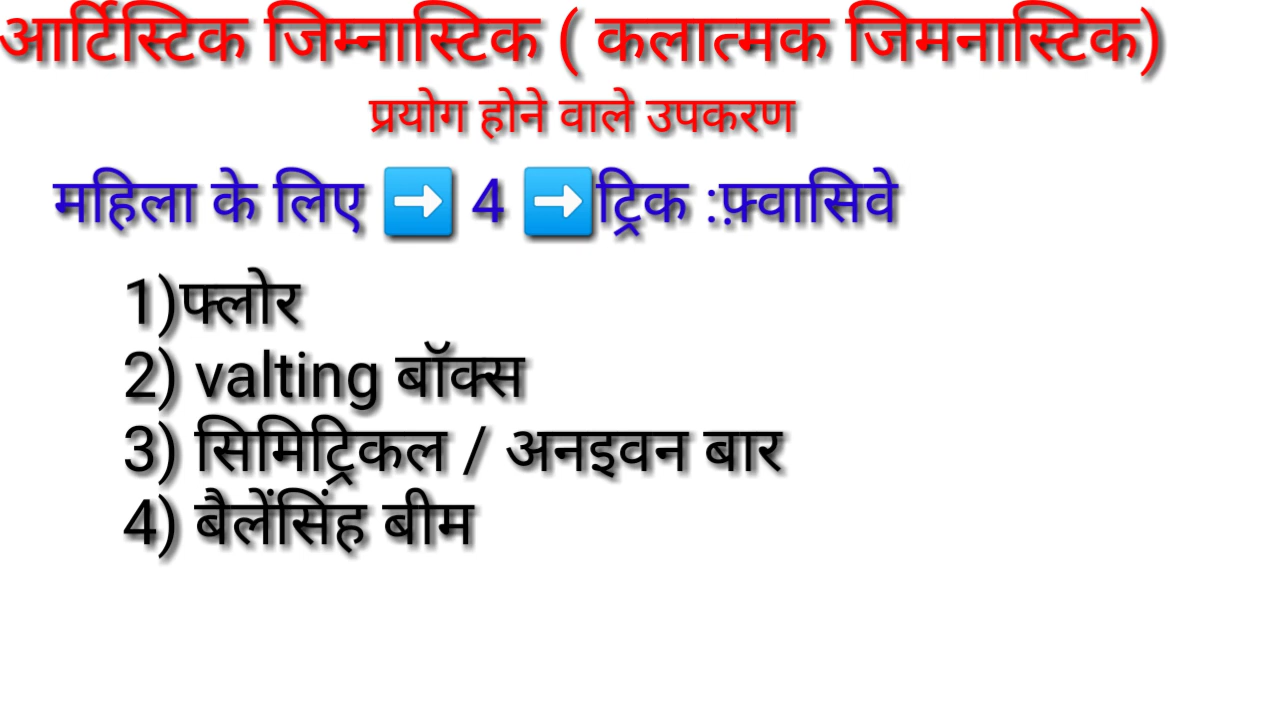 आर्टिस्टिक जिम्नास्टिक ( कलात्मक जिमनास्टिक)
प्रयोग होने वाले उपकरण
महिला के लिए ➡️ 4 ➡️ट्रिक :.फ्वासिवे
1)फ्लोर
2) valting बॉक्स
3) सिमिट्रिकल / अनइवन बार
4) बैलेंसिंह बीम